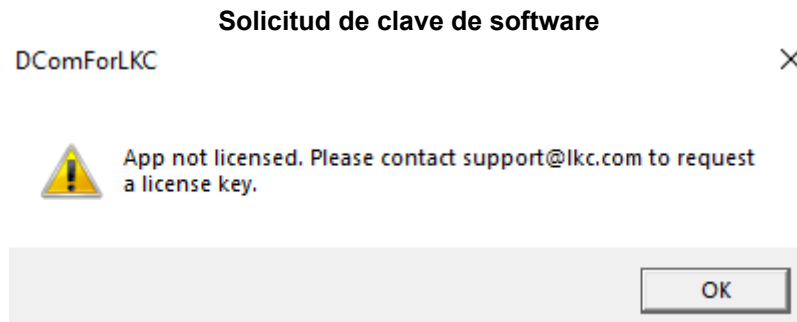 Solicitud de clave de software
DComForLKC
App not licensed. Please contact support@lkc.com to request
a license key.
OK